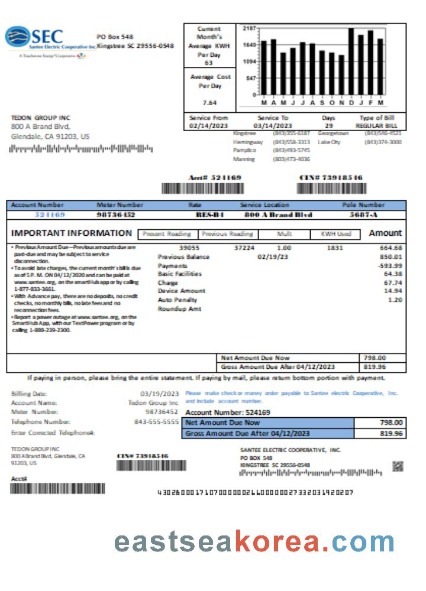 SEC
Santee Electric Cooperative, Inc.
A Touchstone Energy® Cooperative
PO Box 548
Kingstree SC 29556-0548
Current
Month's
Average KWH
Per Day
63
Average Cost
Per Day
7.64
2187
1640
1094
547
0
M A M J J A S O N D J F M
TEDON GROUP INC
800 A Brand Blvd,
Glendale, CA 91203, US
Service From Service To Days Type of Bill
02/14/2023 03/14/2023 29 REGULAR BILL
Kingstree (843)355-6187 Georgetown
Hemingway (843)558-3313 Lake City (843)374-3000
Pamplico (843)493-5745
Manning (803)473-4036
Acct# 524169 CIN# 73918546
Account Number Meter Number Rate Service Location Pole Number
524169 98736452 RES-B4 800 A Brand Blvd 5687-A
IMPORTANT INFORMATION Present Reading Previous Reading Mult KWH Used Amount
39055 37224 1.00 1831 664.68
Previous Balance 02/19/23 850.01
Payments -593.99
Basic Facilities 64.38
Charge 67.74
Device Amount 14.94
Auto Penalty 1.20
Roundup Amt
• Previous Amount Due—Previous amounts due are
past-due and may be subject to service
disconnection.
• To avoid late charges, the current month's bill is due
as of 5 P. M. ON 04/12/2020 and can be paid at
www.santee.org, on the smartHub app or by calling
1-877-853-3661.
• With Advance pay, there are no deposits, no credit
checks, no monthly bills, no late fees and no
reconnection fees.
• Report a power outage at www.santee.org, on the
SmartHub App, with our TextPower program or by
calling 1-888-239-2300.
Net Amount Due Now 798.00
Gross Amount Due After 04/12/2023 819.96
If paying in person, please bring the entire statement. If paying by mail, please return bottom portion with payment.
Billing Date: 03/19/2023
Account Name: Tedon Group Inc
Meter Number: 98736452
Telephone Number: 843-555-5555
Enter Corrected Telephone#:
Please make check or money order payable to Santee electric Cooperative, Inc.
and include account number.
Account Number: 524169
Net Amount Due Now 798.00
Gross Amount Due After 04/12/2023 819.96
TEDON GROUP INC
800 A Brand Blvd, Glendale, CA
91203, US
CIN# 73918546
Acct#
SANTEE ELECTRIC COOPERATIVE, INC.
PO BOX 548
KINGSTREE SC 29556-0548
eastseakorea.com